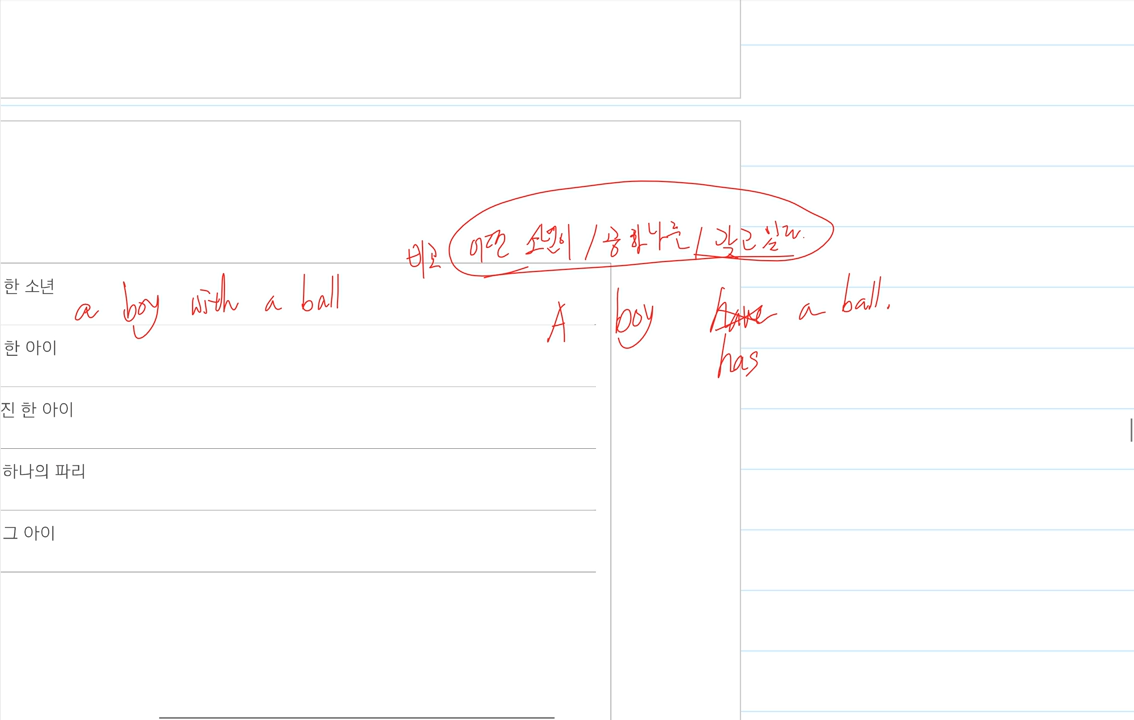 비교 어떤 소년이 / 공 하나를 / 갖고 있다.
한 소년
a boy with a ball
A boy have a ball.
has
한 아이
진 한 아이
하나의 파리
그 아이